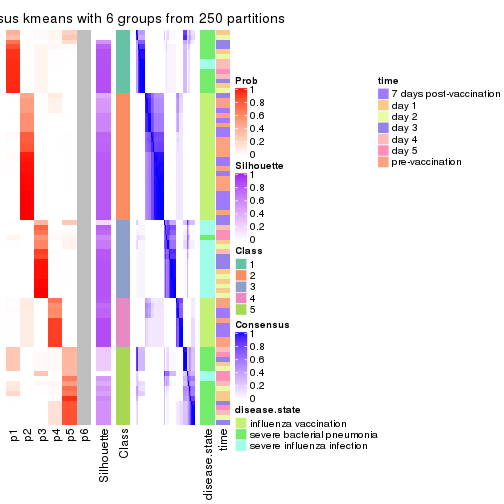 sus kmeans with 6 groups from 250 partitions
Prob
1
0.8
0.6
0.4
0.2
0
Silhouette
1
0.8
0.6
0.4
0.2
0
Class
1
2
3
4
5
Consensus
1
0.8
0.6
0.4
0.2
0
disease.state
influenza vaccination
severe bacterial pneumonia
severe influenza infection
time
7 days post-vaccination
day 1
day 2
day 3
day 4
day 5
pre-vaccination
p1
p2
p3
p4
p5
p6
Silhouette
Class
disease.state
time